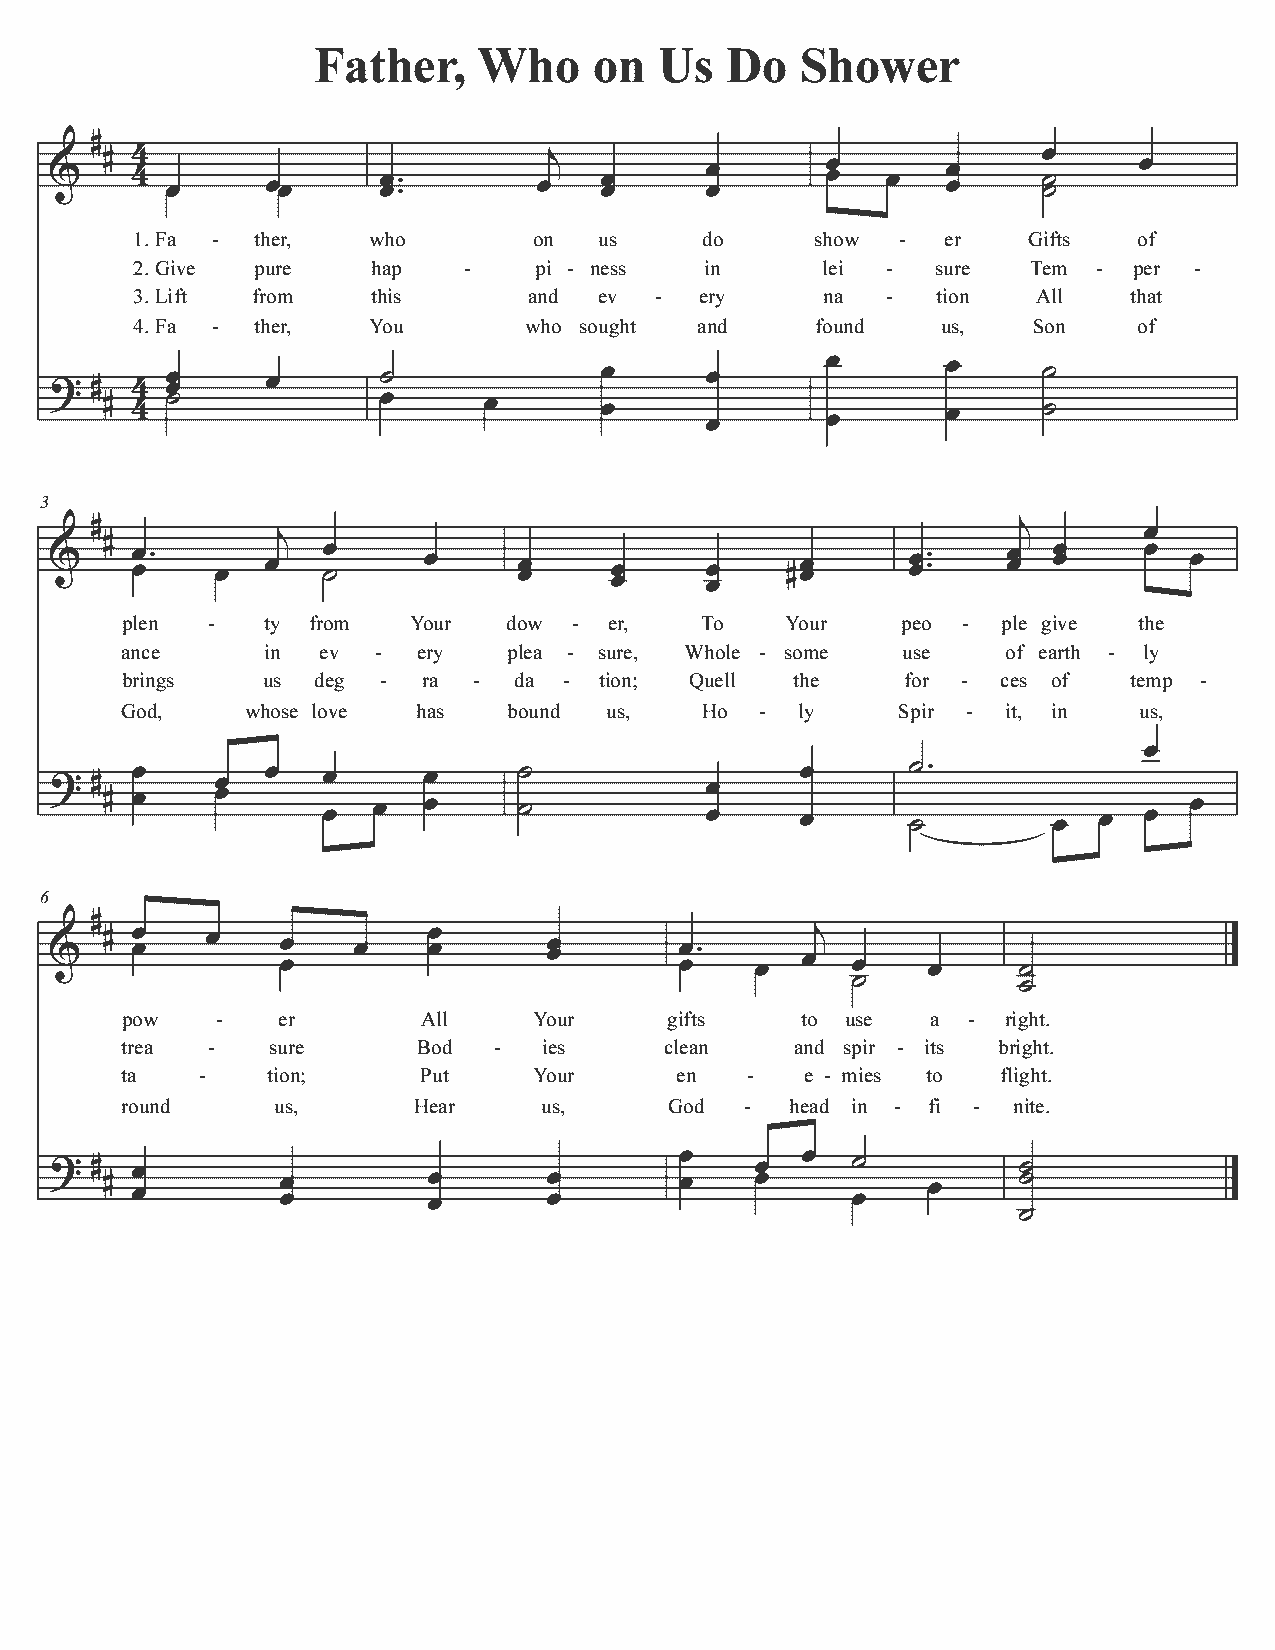 Father, Who on Us Do Shower
1. Fa - ther, who on us do show - er Gifts of
2. Give pure hap - pi - ness in lei - sure Tem - per -
3. Lift from this and ev - ery na - tion All that
4. Fa - ther, You who sought and found us, Son of
3
plen - ty from Your dow - er, To Your peo - ple give the
ance in ev - ery plea - sure, Whole - some use of earth - ly
brings us deg - ra - da - tion; Quell the for - ces of temp -
God, whose love has bound us, Ho - ly Spir - it, in us,
6
pow - er All Your gifts to use a - right.
trea - sure Bod - ies clean and spir - its bright.
ta - tion; Put Your en - e - mies to flight.
round us, Hear us, God - head in - fi - nite.